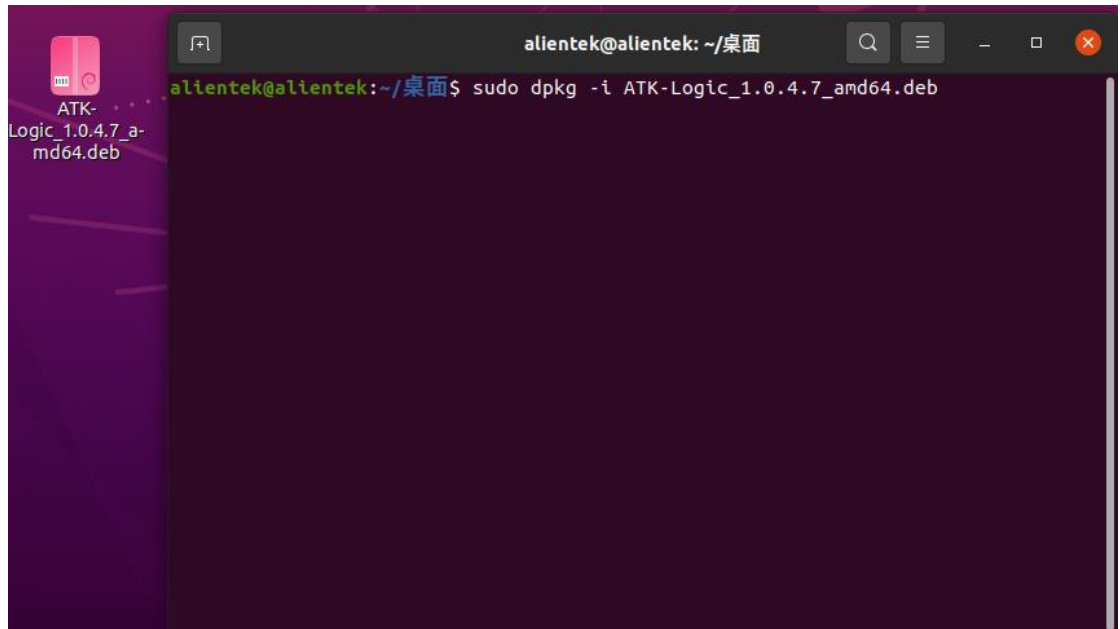 alientek@alientek: ~/桌面
ATK-
Logic_1.0.4.7_a-
md64.deb
alientek@alientek:~/桌面$ sudo dpkg -i ATK-Logic_1.0.4.7_amd64.deb